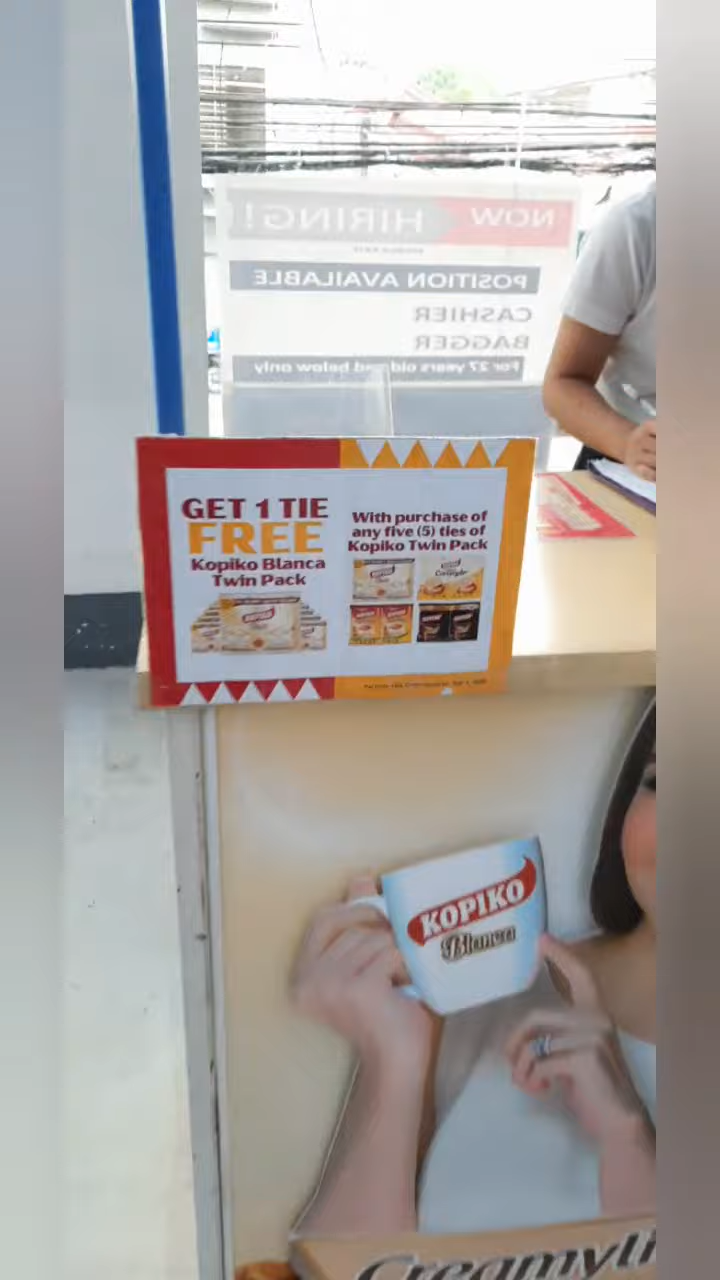 NOW HIRING!
POSITION AVAILABLE
CASHIER
BAGGER
For 27 years old and below only
GET 1 TIE
FREE
Kopiko Blanca
Twin Pack
With purchase of
any five (5) ties of
Kopiko Twin Pack
KOPIKO
Blanca